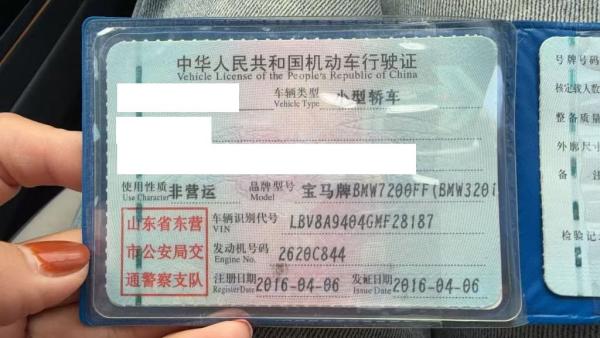 中华人民共和国机动车行驶证
Vehicle License of the People's Republic of China
车辆类型 小型轿车
Vehicle Type
使用性质 非营运 品牌型号 宝马牌BMW7200FF(BMW320i
Use Character Model
山东省东营
市公安局交
通警察支队
车辆识别代号 LBV8A9404GMF28187
VIN
发动机号码 2620C844
Engine No.
注册日期 2016-04-06 发证日期 2016-04-06
Register Date Issue Date
号牌号码
核定载人数
整备质量
外廓尺寸
备 注
检验记录